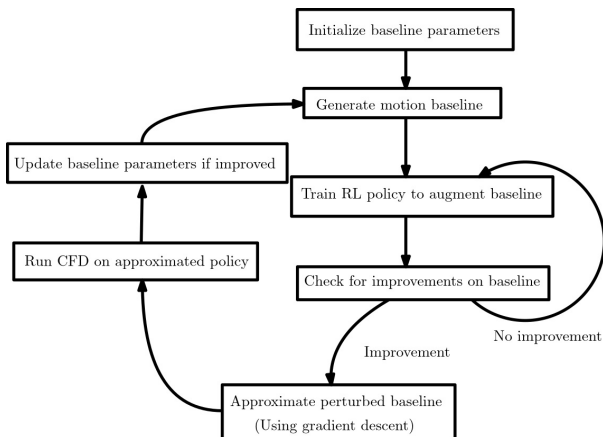 Initialize baseline parameters
Generate motion baseline
Update baseline parameters if improved
Train RL policy to augment baseline
Run CFD on approximated policy
Check for improvements on baseline
No improvement
Improvement
Approximate perturbed baseline
(Using gradient descent)